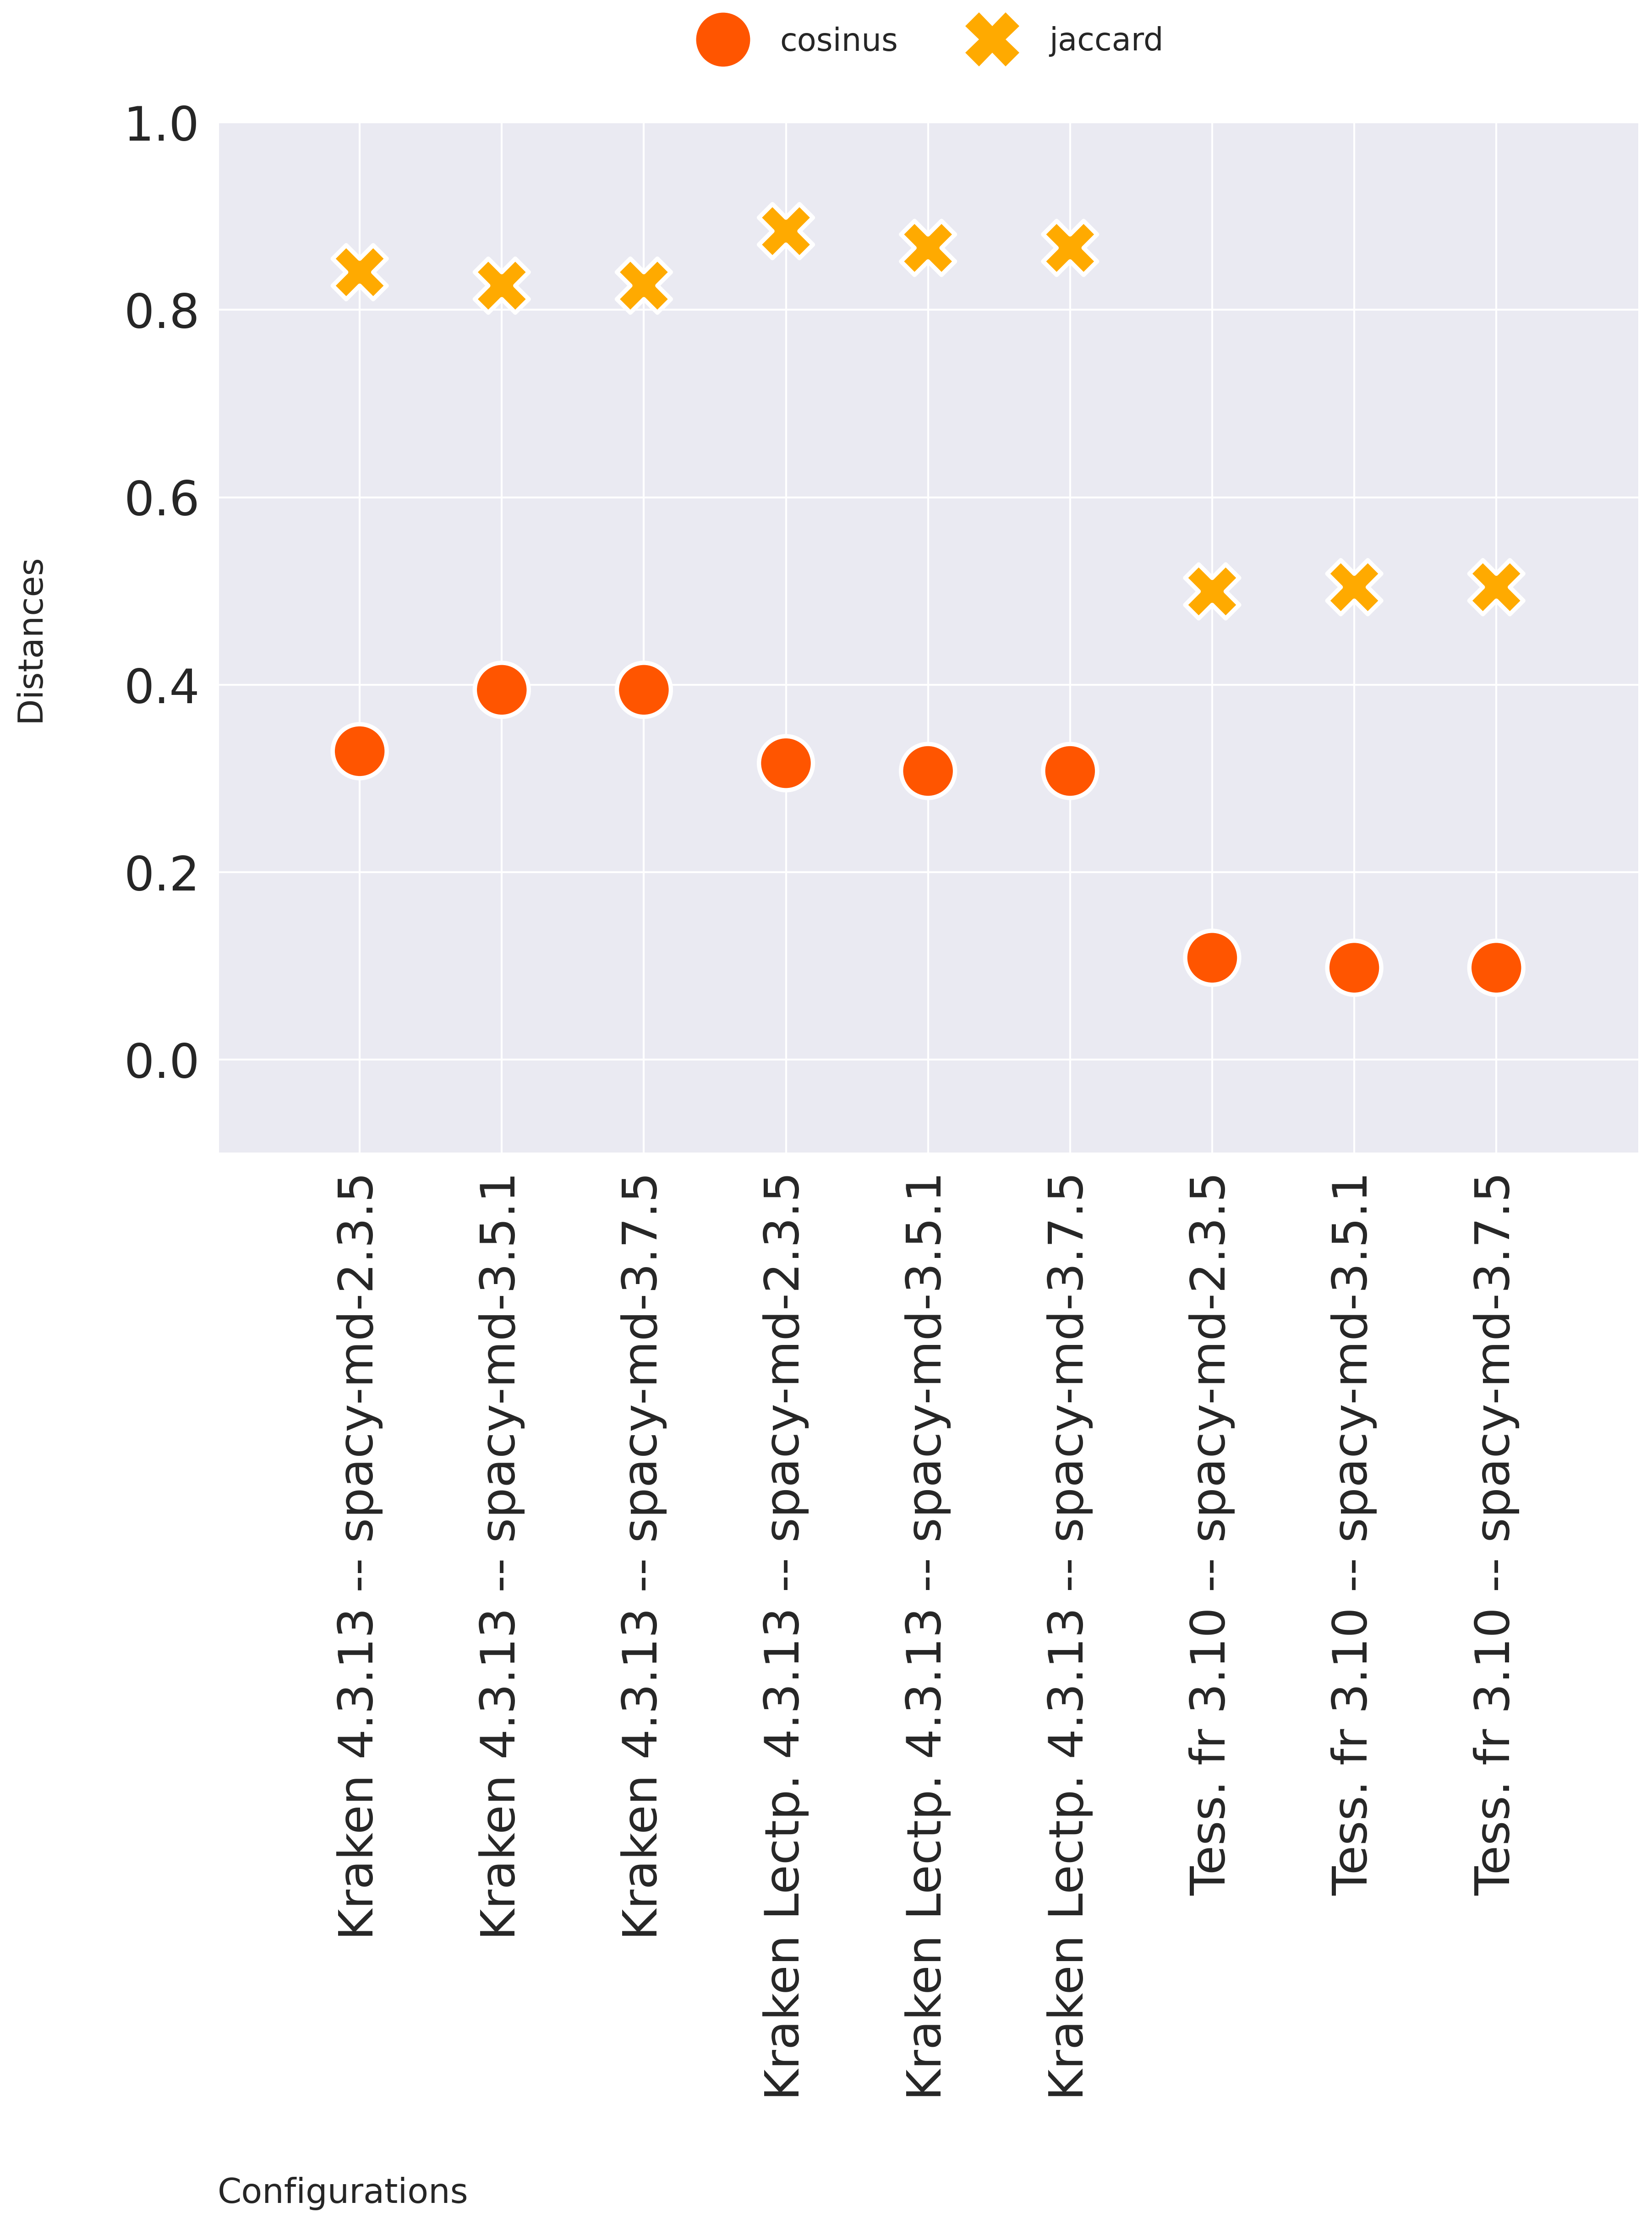 cosinus jaccard
1.0
0.8
0.6
0.4
0.2
0.0
Distances
Kraken 4.3.13 -- spacy-md-2.3.5
Kraken 4.3.13 -- spacy-md-3.5.1
Kraken 4.3.13 -- spacy-md-3.7.5
Kraken Lectp. 4.3.13 -- spacy-md-2.3.5
Kraken Lectp. 4.3.13 -- spacy-md-3.5.1
Kraken Lectp. 4.3.13 -- spacy-md-3.7.5
Tess. fr 3.10 -- spacy-md-2.3.5
Tess. fr 3.10 -- spacy-md-3.5.1
Tess. fr 3.10 -- spacy-md-3.7.5
Configurations